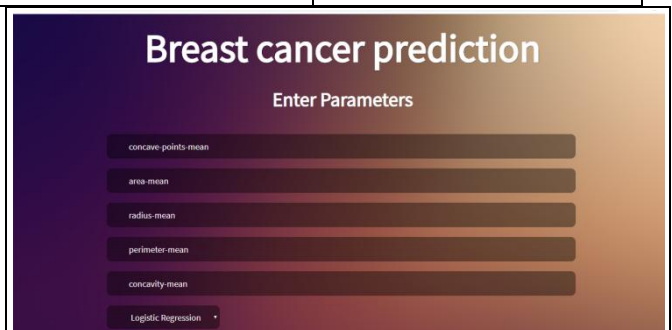 Breast cancer prediction
Enter Parameters
concave-points-mean
area-mean
radius-mean
perimeter-mean
concavity-mean
Logistic Regression